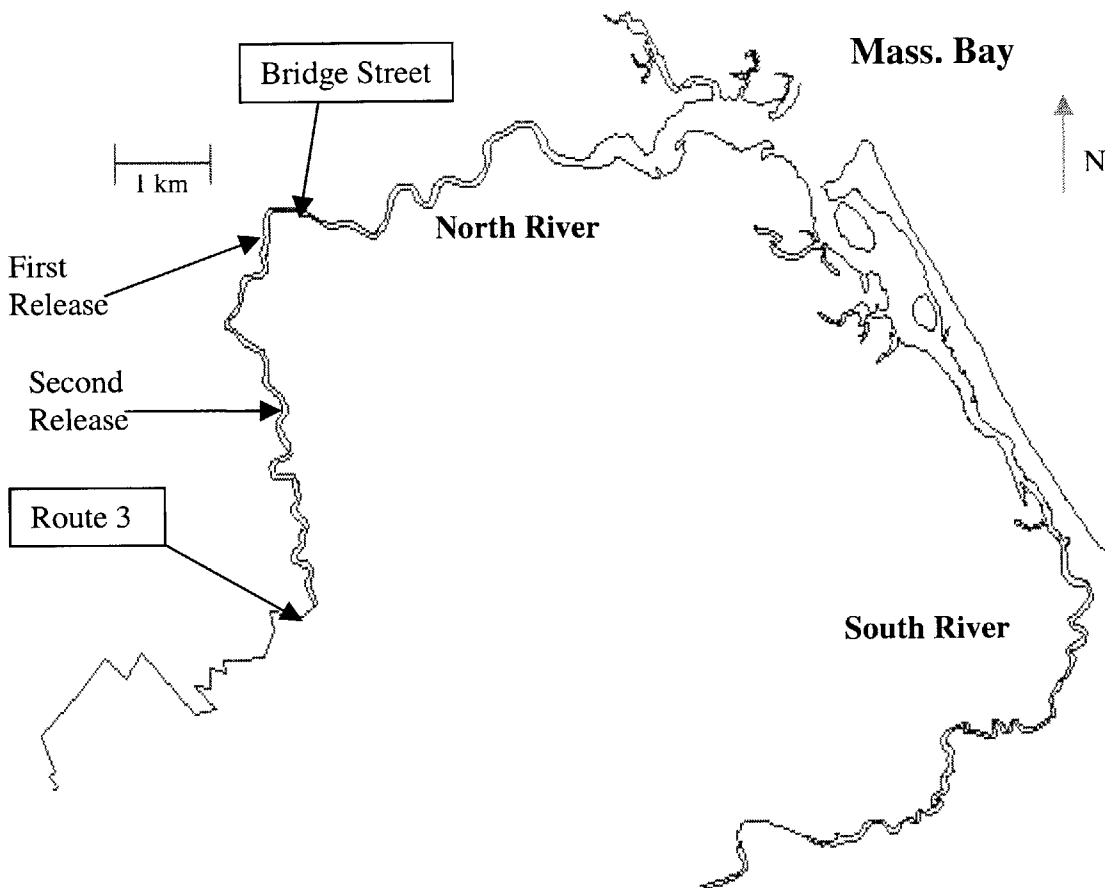 Mass. Bay
Bridge Street
N
1 km
North River
First
Release
Second
Release
Route 3
South River